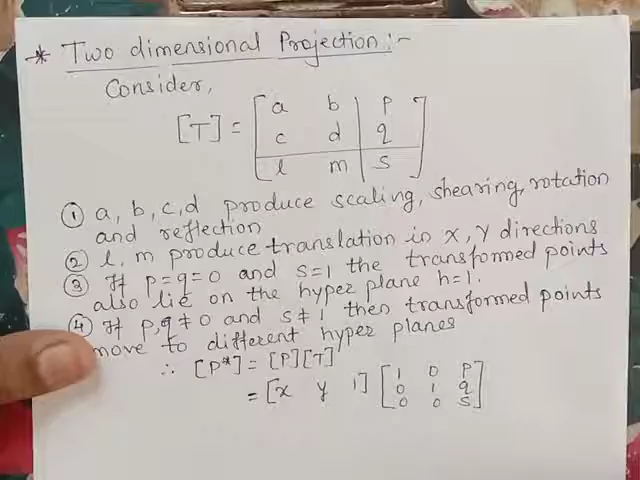 * Two dimensional Projection :-
Consider,
[T] = [ a b | p
c d | q
l m | s ]
① a, b, c, d produce scaling, shearing, rotation
and reflection
② l, m produce translation in x, y directions
③ If p=q=0 and s=1 the transformed points
also lie on the hyper plane h=1.
④ If p,q ≠ 0 and s ≠ 1 then transformed points
move to different hyper planes
∴ [P*] = [P][T]
= [x y 1] [ 1 0 p
0 1 q
0 0 s ]